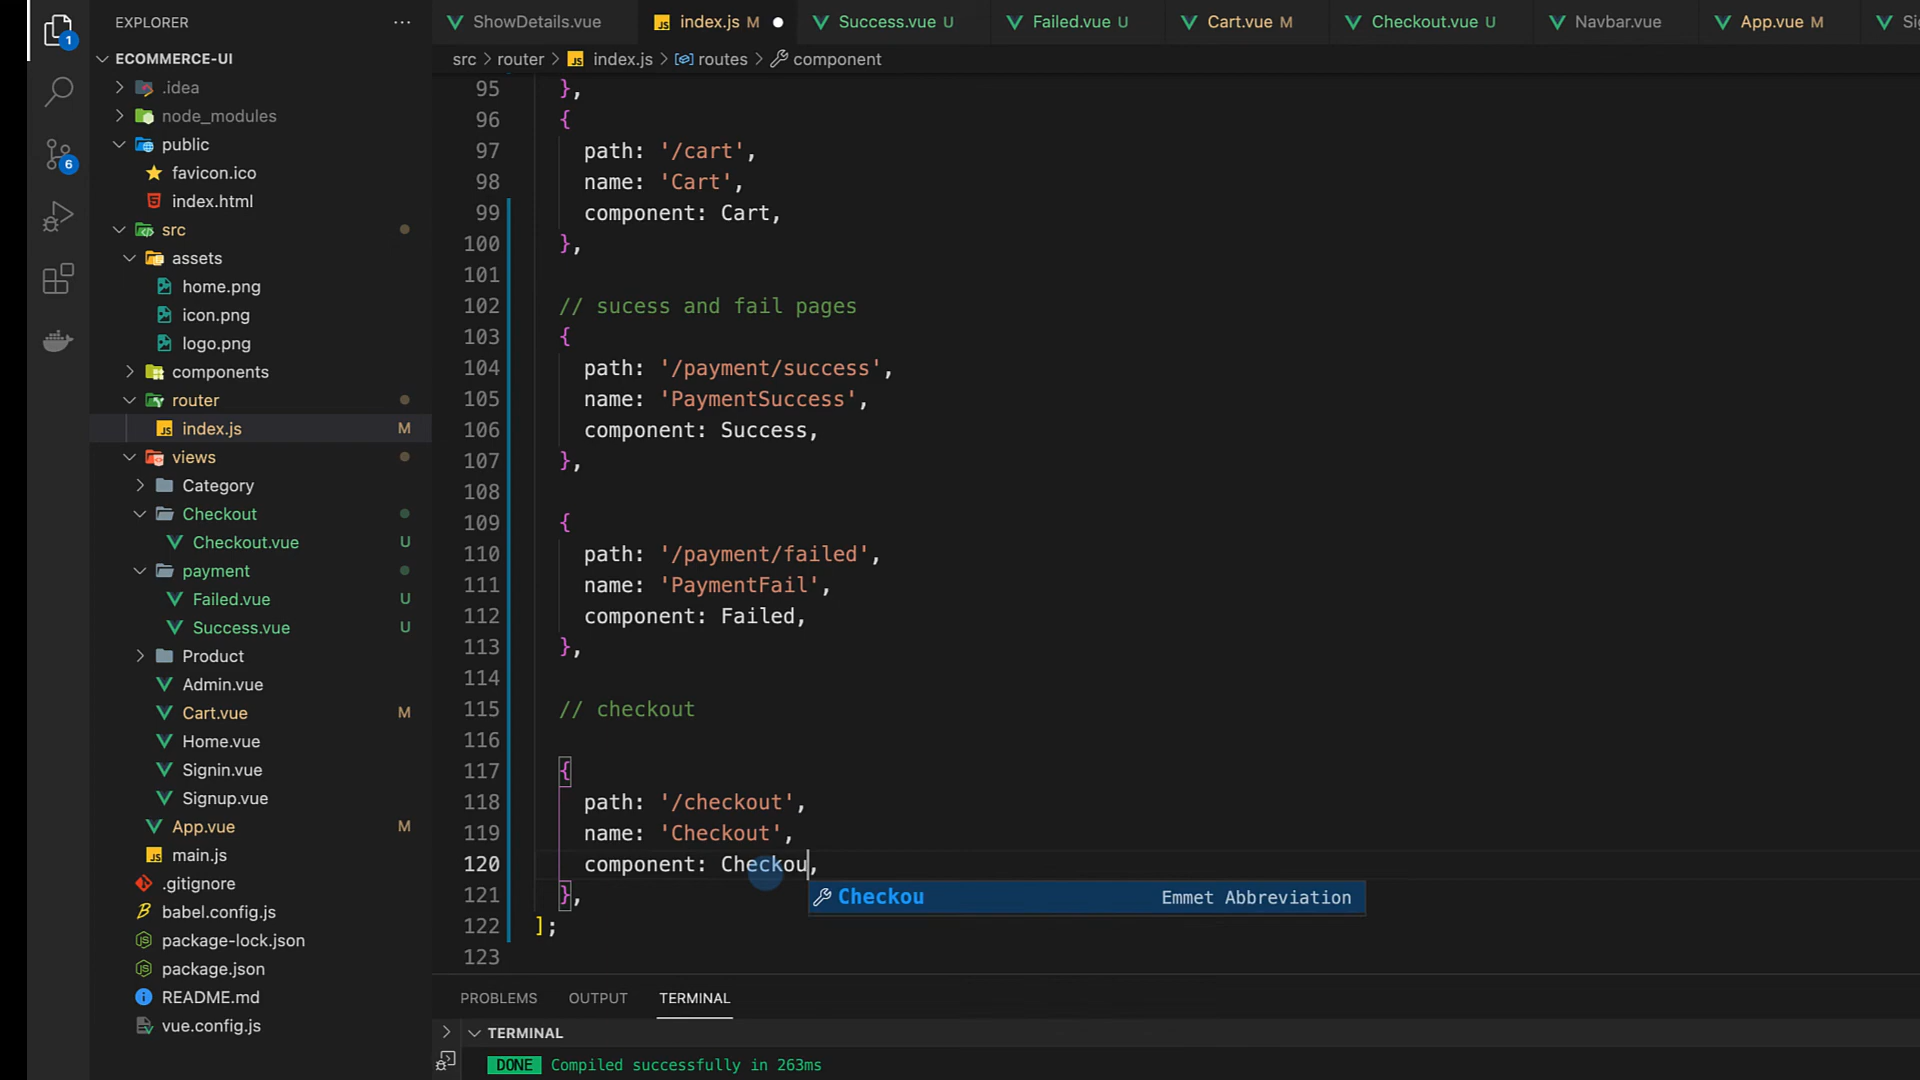 EXPLORER
ShowDetails.vue
index.js M
Success.vue U
Failed.vue U
Cart.vue M
Checkout.vue U
Navbar.vue
App.vue M
1
ECOMMERCE-UI
src
router
index.js
routes
component
.idea
node_modules
public
favicon.ico
index.html
src
assets
home.png
icon.png
logo.png
components
router
index.js M
views
Category
Checkout
Checkout.vue U
payment
Failed.vue U
Success.vue U
Product
Admin.vue
Cart.vue M
Home.vue
Signin.vue
Signup.vue
App.vue M
main.js
.gitignore
babel.config.js
package-lock.json
package.json
README.md
vue.config.js
6
95 },
96 {
97 path: '/cart',
98 name: 'Cart',
99 component: Cart,
100 },
101
102 // sucess and fail pages
103 {
104 path: '/payment/success',
105 name: 'PaymentSuccess',
106 component: Success,
107 },
108
109 {
110 path: '/payment/failed',
111 name: 'PaymentFail',
112 component: Failed,
113 },
114
115 // checkout
116
117 {
118 path: '/checkout',
119 name: 'Checkout',
120 component: Checkou,
Checkou Emmet Abbreviation
121 },
122 ];
123
PROBLEMS OUTPUT TERMINAL
TERMINAL
DONE Compiled successfully in 263ms